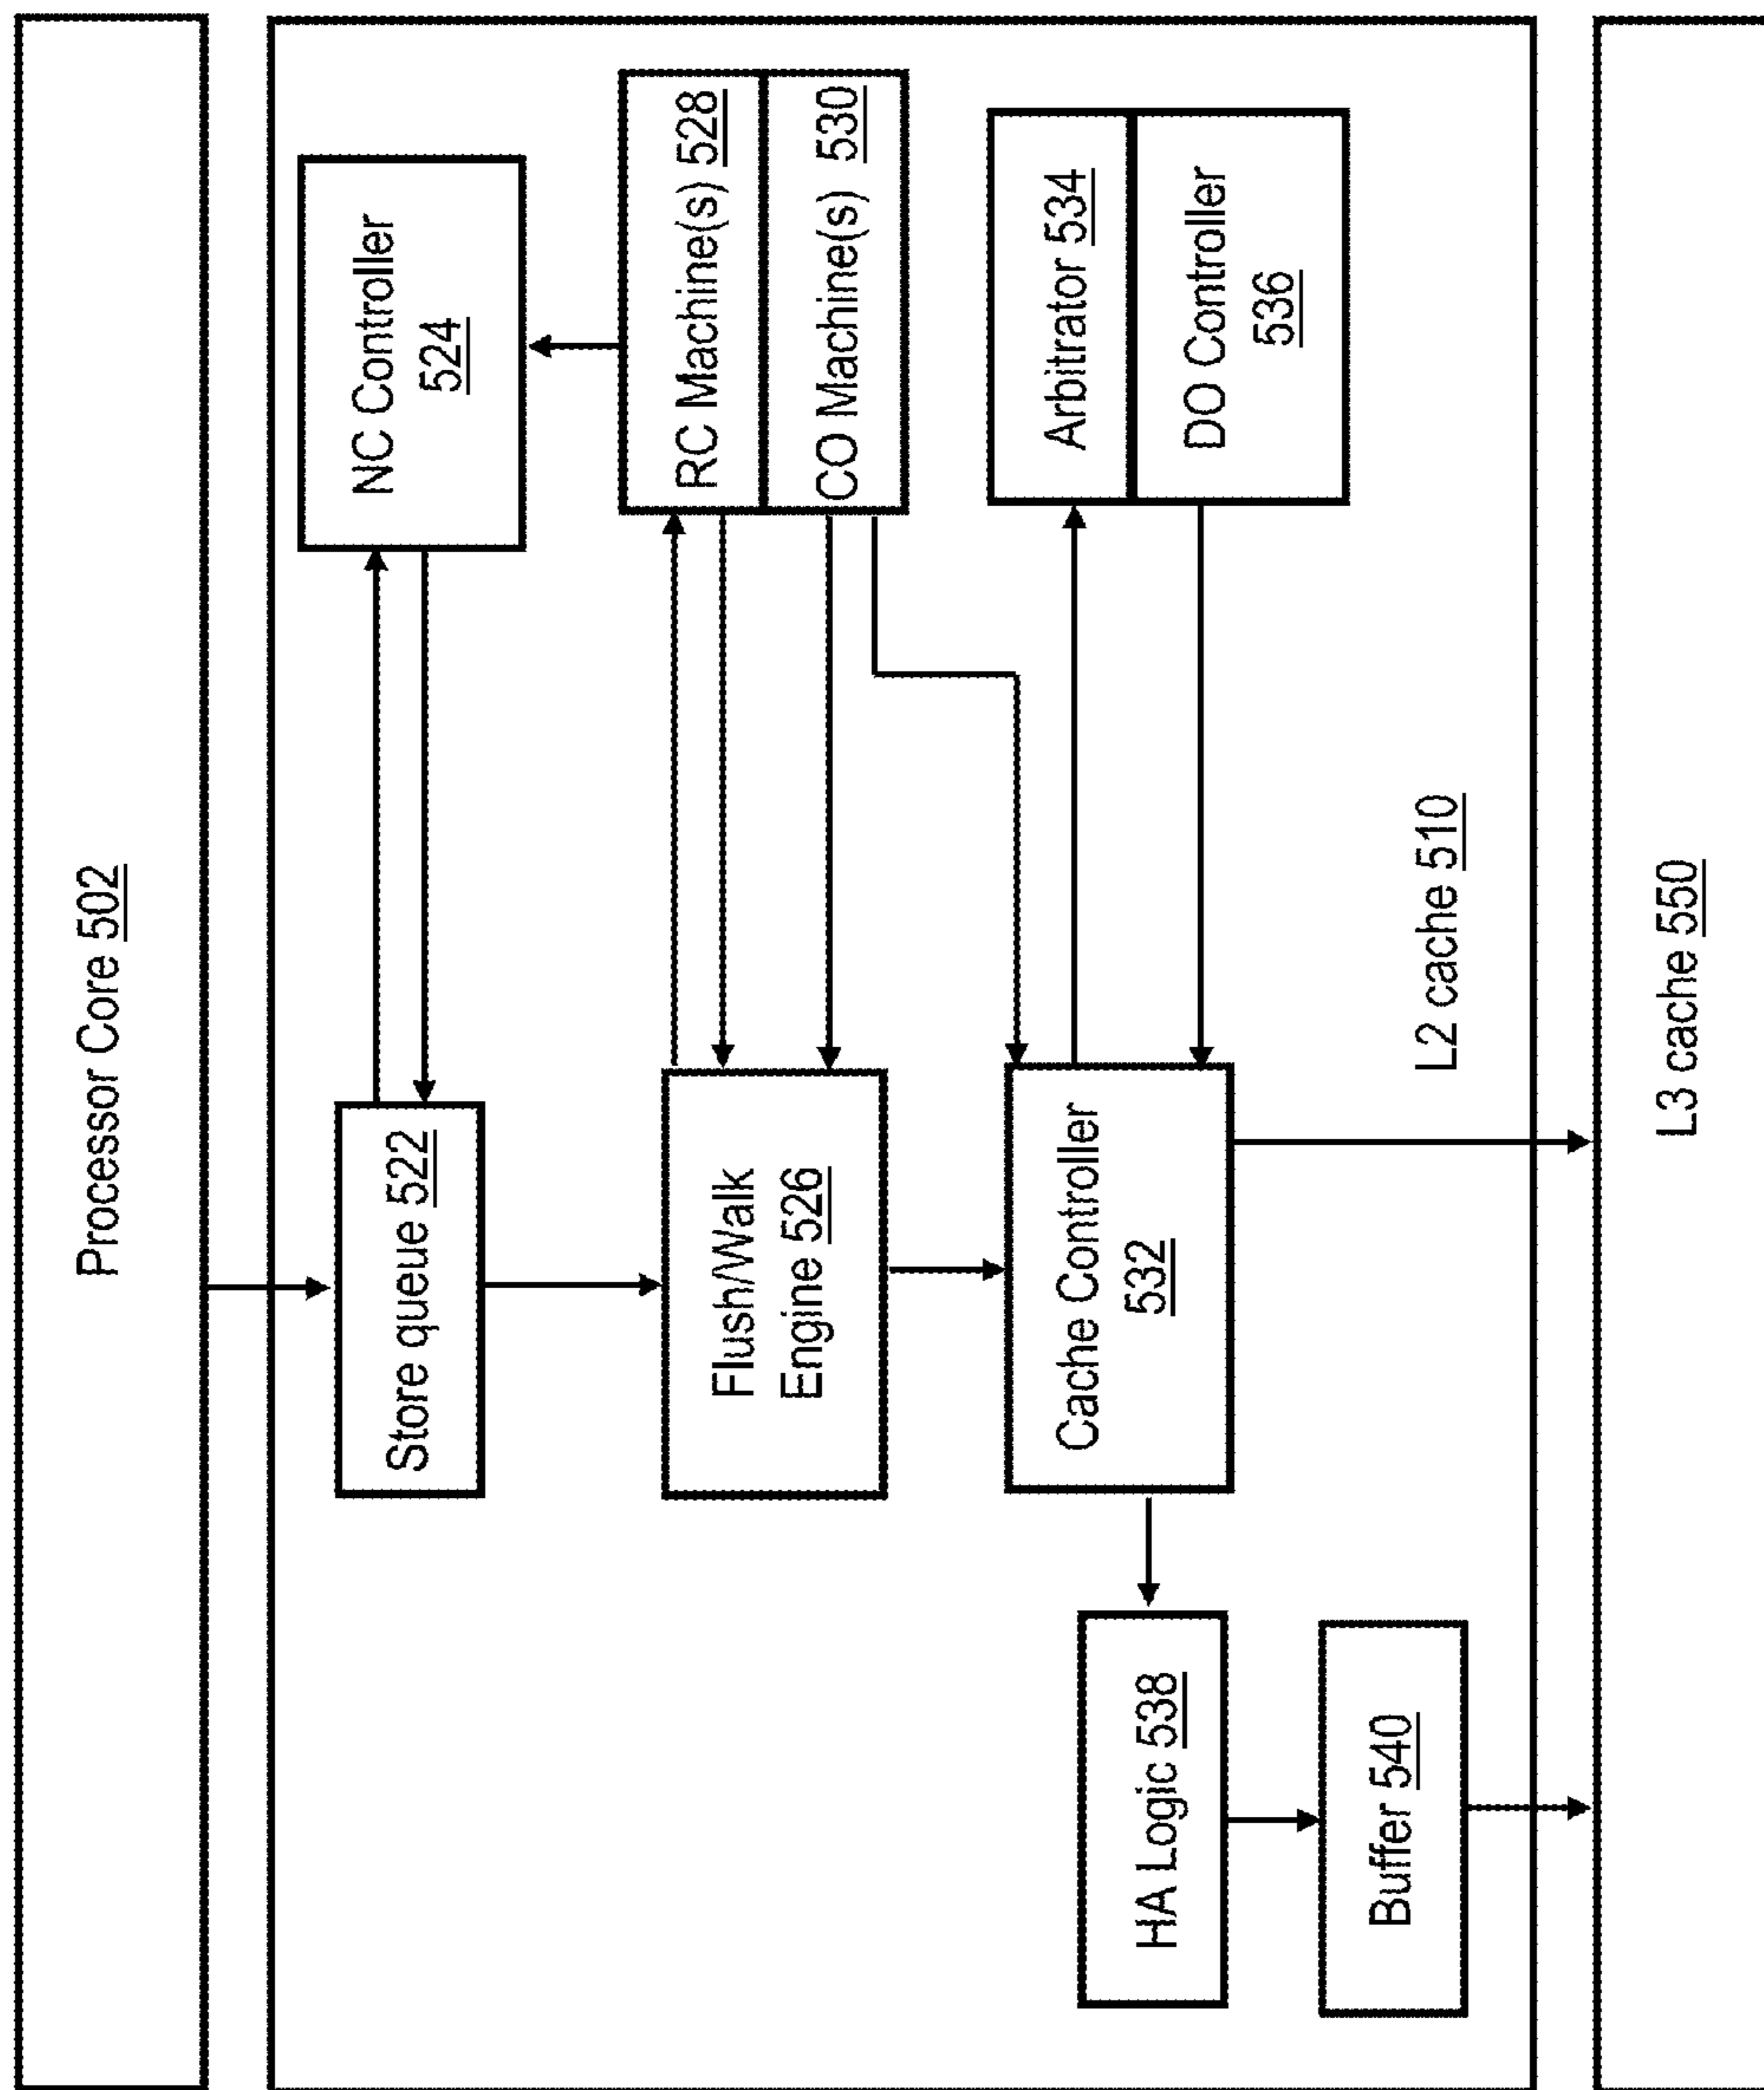 Processor Core 502
Store queue 522
NC Controller
524
Flush/Walk
Engine 526
RC Machine(s) 528
CO Machine(s) 530
Cache Controller
532
Arbitrator 534
DO Controller
536
HA Logic 538
Buffer 540
L2 cache 510
L3 cache 550